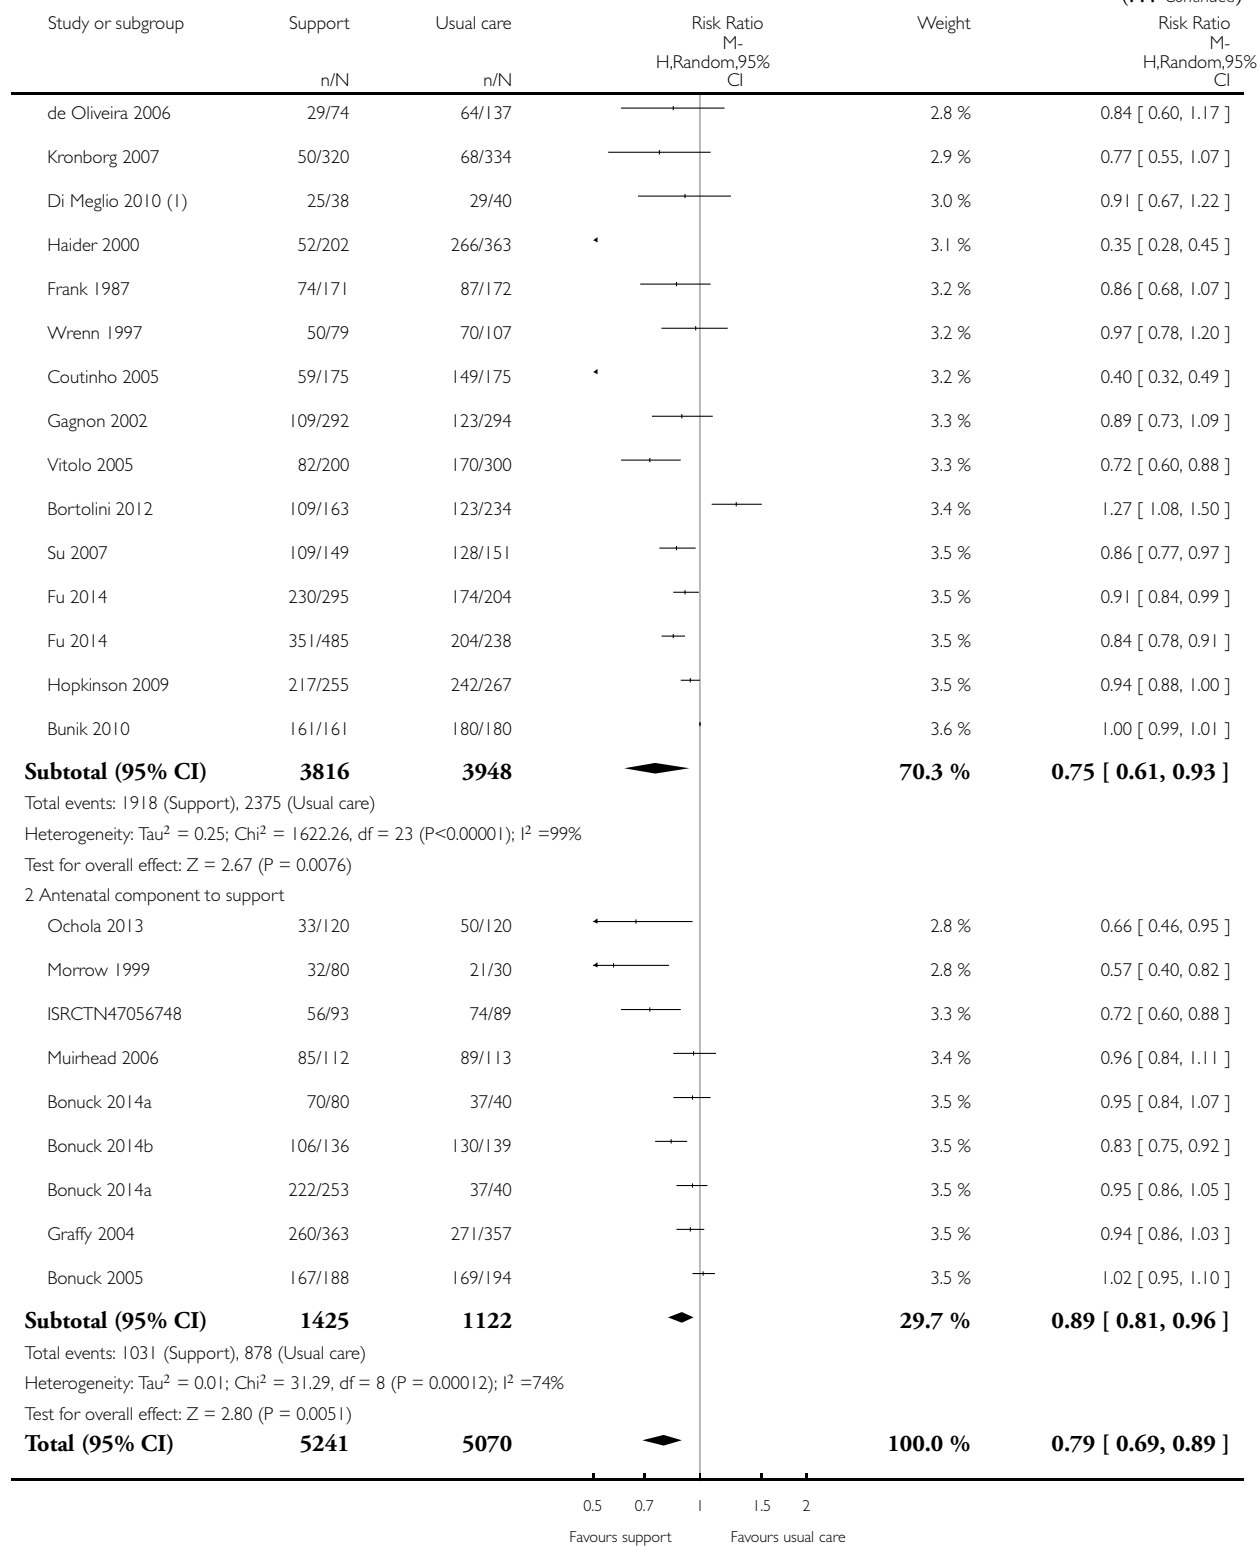 Continued)
Study or subgroup Support Usual care Risk Ratio Weight Risk Ratio
M- M-
H,Random,95% H,Random,95%
n/N n/N CI CI
de Oliveira 2006 29/74 64/137 2.8 % 0.84 [ 0.60, 1.17 ]
Kronborg 2007 50/320 68/334 2.9 % 0.77 [ 0.55, 1.07 ]
Di Meglio 2010 (1) 25/38 29/40 3.0 % 0.91 [ 0.67, 1.22 ]
Haider 2000 52/202 266/363 3.1 % 0.35 [ 0.28, 0.45 ]
Frank 1987 74/171 87/172 3.2 % 0.86 [ 0.68, 1.07 ]
Wrenn 1997 50/79 70/107 3.2 % 0.97 [ 0.78, 1.20 ]
Coutinho 2005 59/175 149/175 3.2 % 0.40 [ 0.32, 0.49 ]
Gagnon 2002 109/292 123/294 3.3 % 0.89 [ 0.73, 1.09 ]
Vitolo 2005 82/200 170/300 3.3 % 0.72 [ 0.60, 0.88 ]
Bortolini 2012 109/163 123/234 3.4 % 1.27 [ 1.08, 1.50 ]
Su 2007 109/149 128/151 3.5 % 0.86 [ 0.77, 0.97 ]
Fu 2014 230/295 174/204 3.5 % 0.91 [ 0.84, 0.99 ]
Fu 2014 351/485 204/238 3.5 % 0.84 [ 0.78, 0.91 ]
Hopkinson 2009 217/255 242/267 3.5 % 0.94 [ 0.88, 1.00 ]
Bunik 2010 161/161 180/180 3.6 % 1.00 [ 0.99, 1.01 ]
Subtotal (95% CI) 3816 3948 70.3 % 0.75 [ 0.61, 0.93 ]
Total events: 1918 (Support), 2375 (Usual care)
Heterogeneity: Tau² = 0.25; Chi² = 1622.26, df = 23 (P<0.00001); I² =99%
Test for overall effect: Z = 2.67 (P = 0.0076)
2 Antenatal component to support
Ochola 2013 33/120 50/120 2.8 % 0.66 [ 0.46, 0.95 ]
Morrow 1999 32/80 21/30 2.8 % 0.57 [ 0.40, 0.82 ]
ISRCTN47056748 56/93 74/89 3.3 % 0.72 [ 0.60, 0.88 ]
Muirhead 2006 85/112 89/113 3.4 % 0.96 [ 0.84, 1.11 ]
Bonuck 2014a 70/80 37/40 3.5 % 0.95 [ 0.84, 1.07 ]
Bonuck 2014b 106/136 130/139 3.5 % 0.83 [ 0.75, 0.92 ]
Bonuck 2014a 222/253 37/40 3.5 % 0.95 [ 0.86, 1.05 ]
Graffy 2004 260/363 271/357 3.5 % 0.94 [ 0.86, 1.03 ]
Bonuck 2005 167/188 169/194 3.5 % 1.02 [ 0.95, 1.10 ]
Subtotal (95% CI) 1425 1122 29.7 % 0.89 [ 0.81, 0.96 ]
Total events: 1031 (Support), 878 (Usual care)
Heterogeneity: Tau² = 0.01; Chi² = 31.29, df = 8 (P = 0.00012); I² =74%
Test for overall effect: Z = 2.80 (P = 0.0051)
Total (95% CI) 5241 5070 100.0 % 0.79 [ 0.69, 0.89 ]
0.5 0.7 1 1.5 2
Favours support Favours usual care